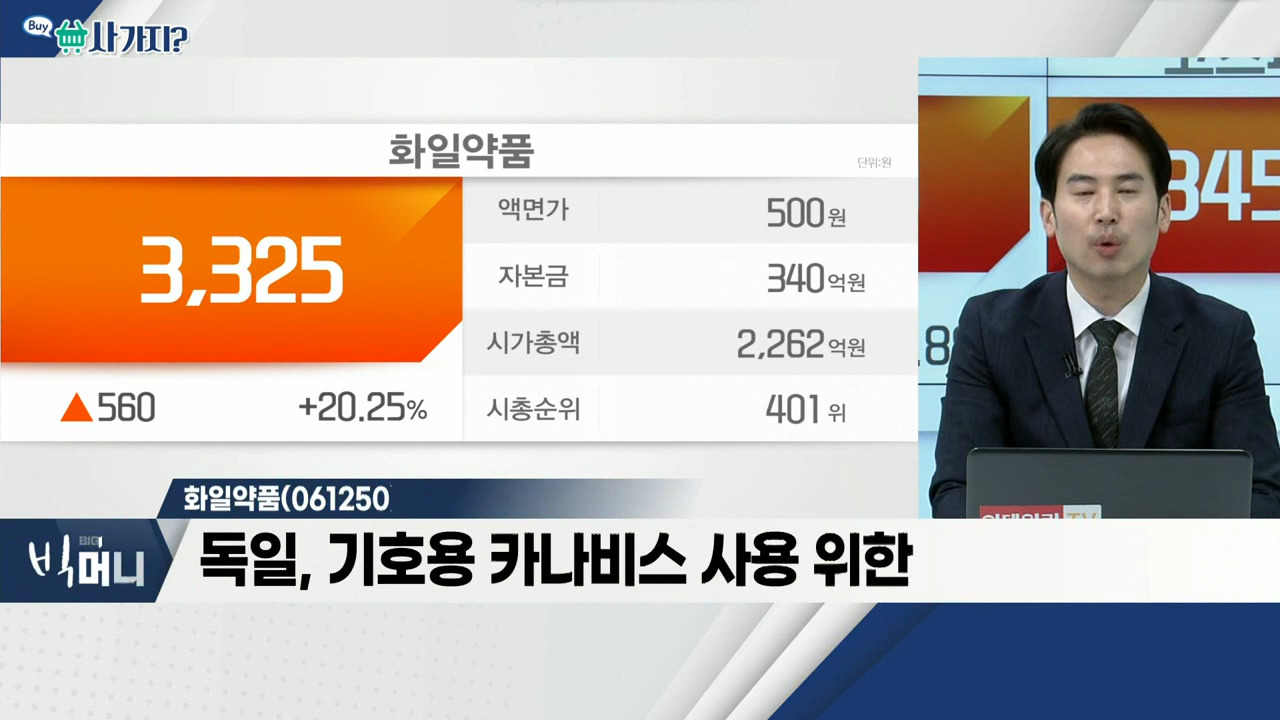 Buy
사가지?
화일약품
단위:원
3,325
▲560 +20.25%
액면가 500원
자본금 340억원
시가총액 2,262억원
시총순위 401위
345
화일약품(061250
BIG
빅머니
독일, 기호용 카나비스 사용 위한